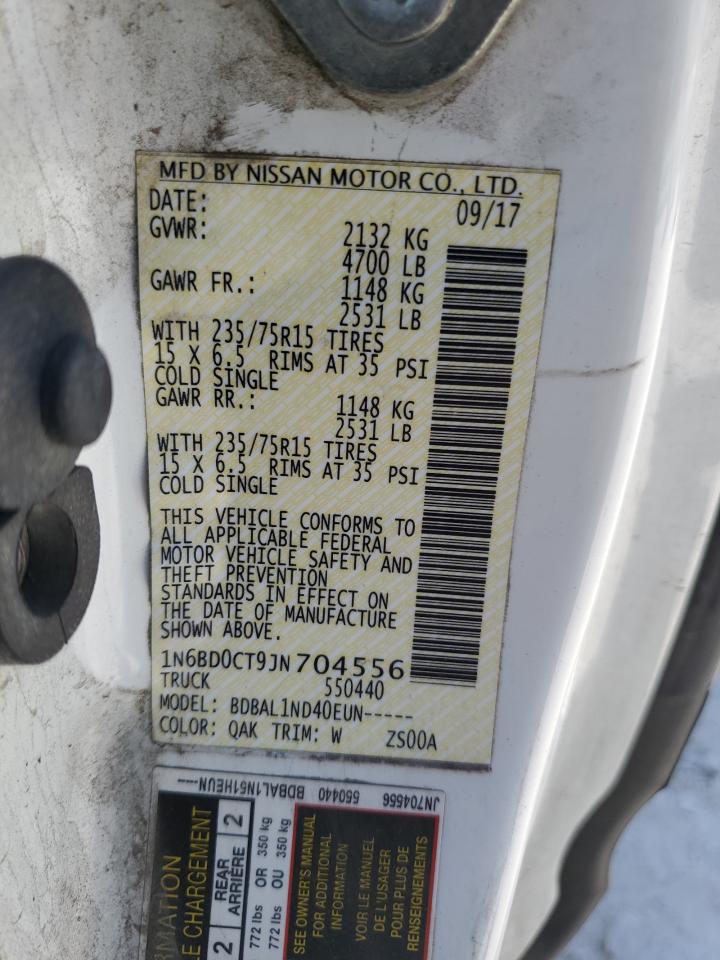 MFD BY NISSAN MOTOR CO., LTD.
DATE: 09/17
GVWR: 2132 KG
4700 LB
GAWR FR.: 1148 KG
2531 LB
WITH 235/75R15 TIRES
15 X 6.5 RIMS AT 35 PSI
COLD SINGLE
GAWR RR.: 1148 KG
2531 LB
WITH 235/75R15 TIRES
15 X 6.5 RIMS AT 35 PSI
COLD SINGLE
THIS VEHICLE CONFORMS TO
ALL APPLICABLE FEDERAL
MOTOR VEHICLE SAFETY AND
THEFT PREVENTION
STANDARDS IN EFFECT ON
THE DATE OF MANUFACTURE
SHOWN ABOVE.
1N6BD0CT9JN704556
TRUCK 550440
MODEL: BDBAL1ND40EUN-----
COLOR: QAK TRIM: W ZS00A
JN704556 550440 BDBAL1N51HEUN---
RMATION
E CHARGEMENT
2 REAR
ARRIÈRE 2
772 lbs OR 350 kg
772 lbs OU 350 kg
SEE OWNER'S MANUAL
FOR ADDITIONAL
INFORMATION
VOIR LE MANUEL
DE L'USAGER
POUR PLUS DE
RENSEIGNEMENTS